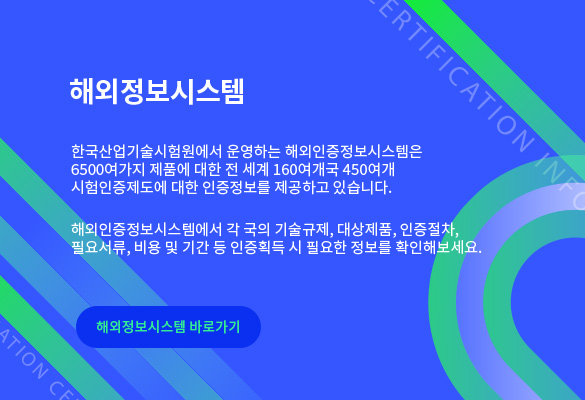 CERTIFICATION INFO
해외정보시스템
한국산업기술시험원에서 운영하는 해외인증정보시스템은
6500여가지 제품에 대한 전 세계 160여개국 450여개
시험인증제도에 대한 인증정보를 제공하고 있습니다.
해외인증정보시스템에서 각 국의 기술규제, 대상제품, 인증절차,
필요서류, 비용 및 기간 등 인증획득 시 필요한 정보를 확인해보세요.
해외정보시스템 바로가기
ATION CER